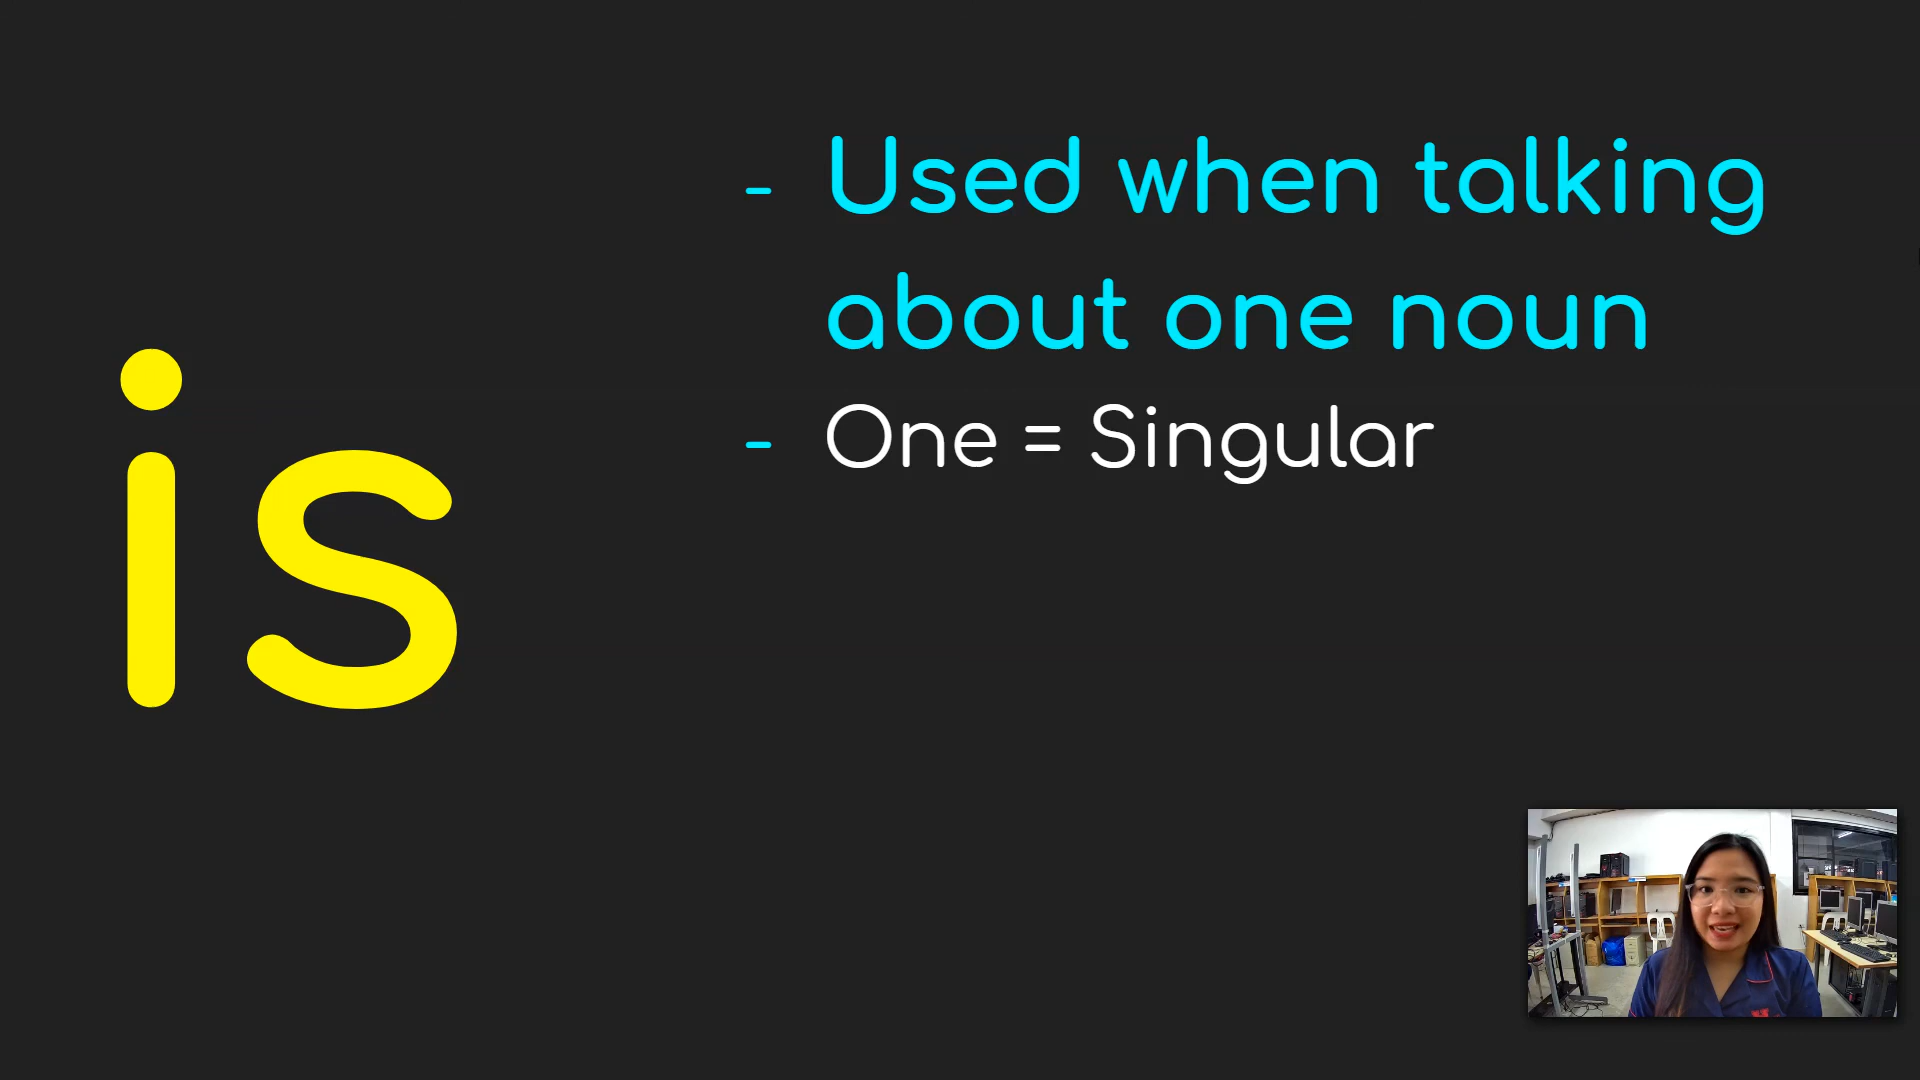 is
- Used when talking
about one noun
- One = Singular